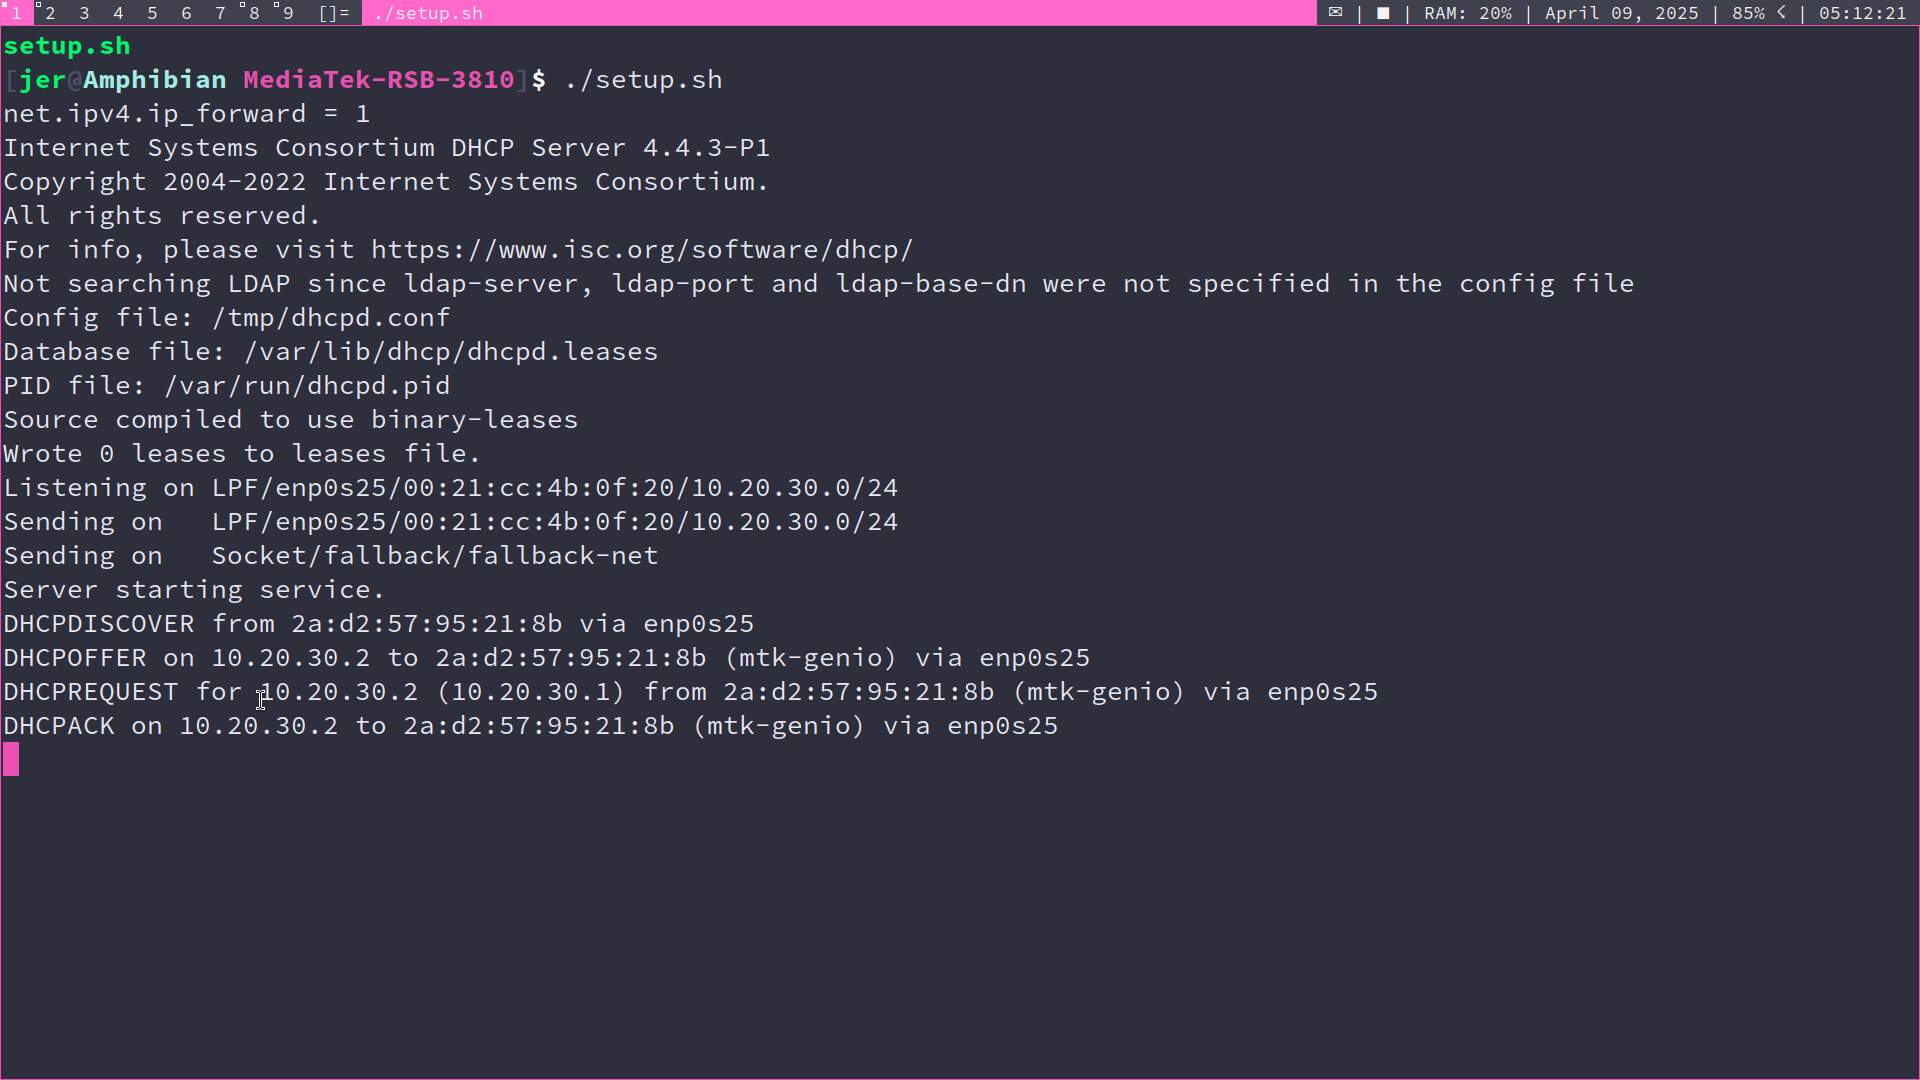 1 2 3 4 5 6 7 8 9 []= ./setup.sh ✉ | ■ | RAM: 20% | April 09, 2025 | 85% | 05:12:21
setup.sh
[jer@Amphibian MediaTek-RSB-3810]$ ./setup.sh
net.ipv4.ip_forward = 1
Internet Systems Consortium DHCP Server 4.4.3-P1
Copyright 2004-2022 Internet Systems Consortium.
All rights reserved.
For info, please visit https://www.isc.org/software/dhcp/
Not searching LDAP since ldap-server, ldap-port and ldap-base-dn were not specified in the config file
Config file: /tmp/dhcpd.conf
Database file: /var/lib/dhcp/dhcpd.leases
PID file: /var/run/dhcpd.pid
Source compiled to use binary-leases
Wrote 0 leases to leases file.
Listening on LPF/enp0s25/00:21:cc:4b:0f:20/10.20.30.0/24
Sending on   LPF/enp0s25/00:21:cc:4b:0f:20/10.20.30.0/24
Sending on   Socket/fallback/fallback-net
Server starting service.
DHCPDISCOVER from 2a:d2:57:95:21:8b via enp0s25
DHCPOFFER on 10.20.30.2 to 2a:d2:57:95:21:8b (mtk-genio) via enp0s25
DHCPREQUEST for 10.20.30.2 (10.20.30.1) from 2a:d2:57:95:21:8b (mtk-genio) via enp0s25
DHCPACK on 10.20.30.2 to 2a:d2:57:95:21:8b (mtk-genio) via enp0s25